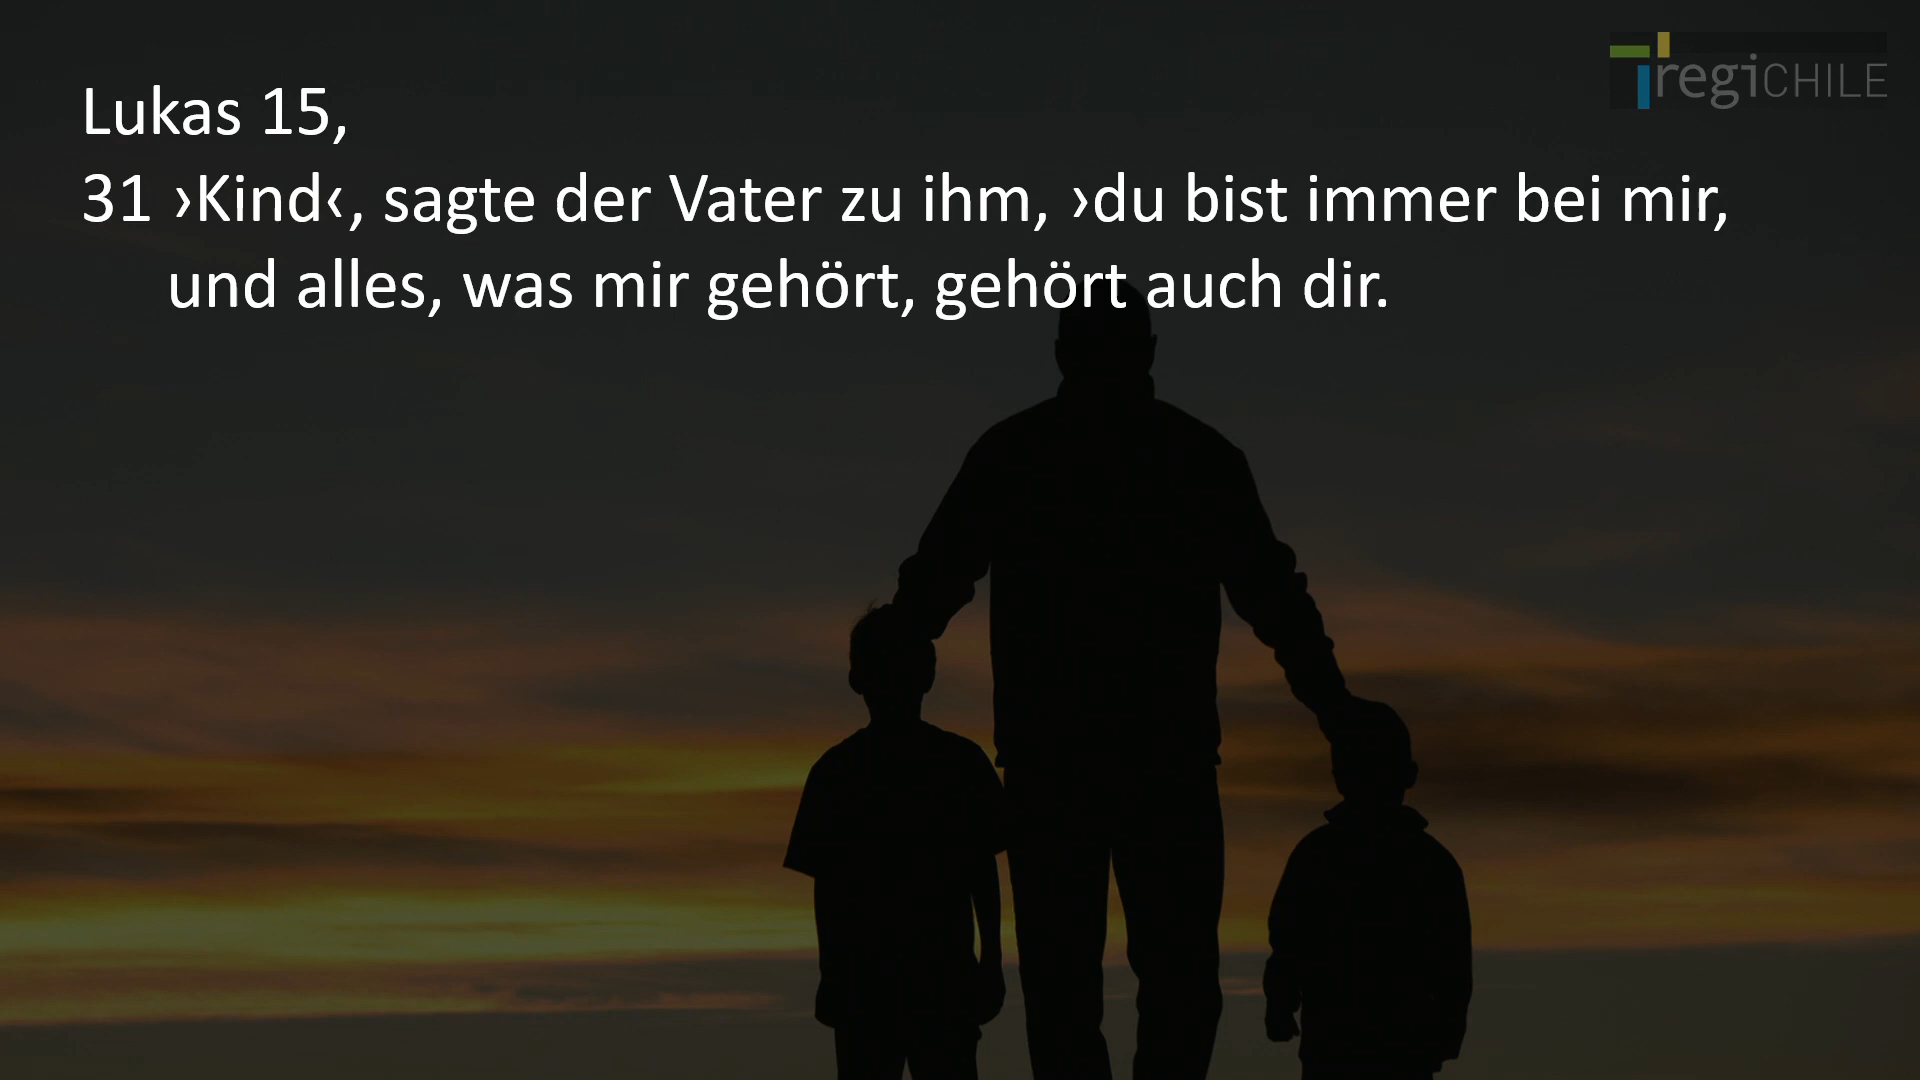 regiCHILE
Lukas 15,
31 ›Kind‹, sagte der Vater zu ihm, ›du bist immer bei mir,
und alles, was mir gehört, gehört auch dir.